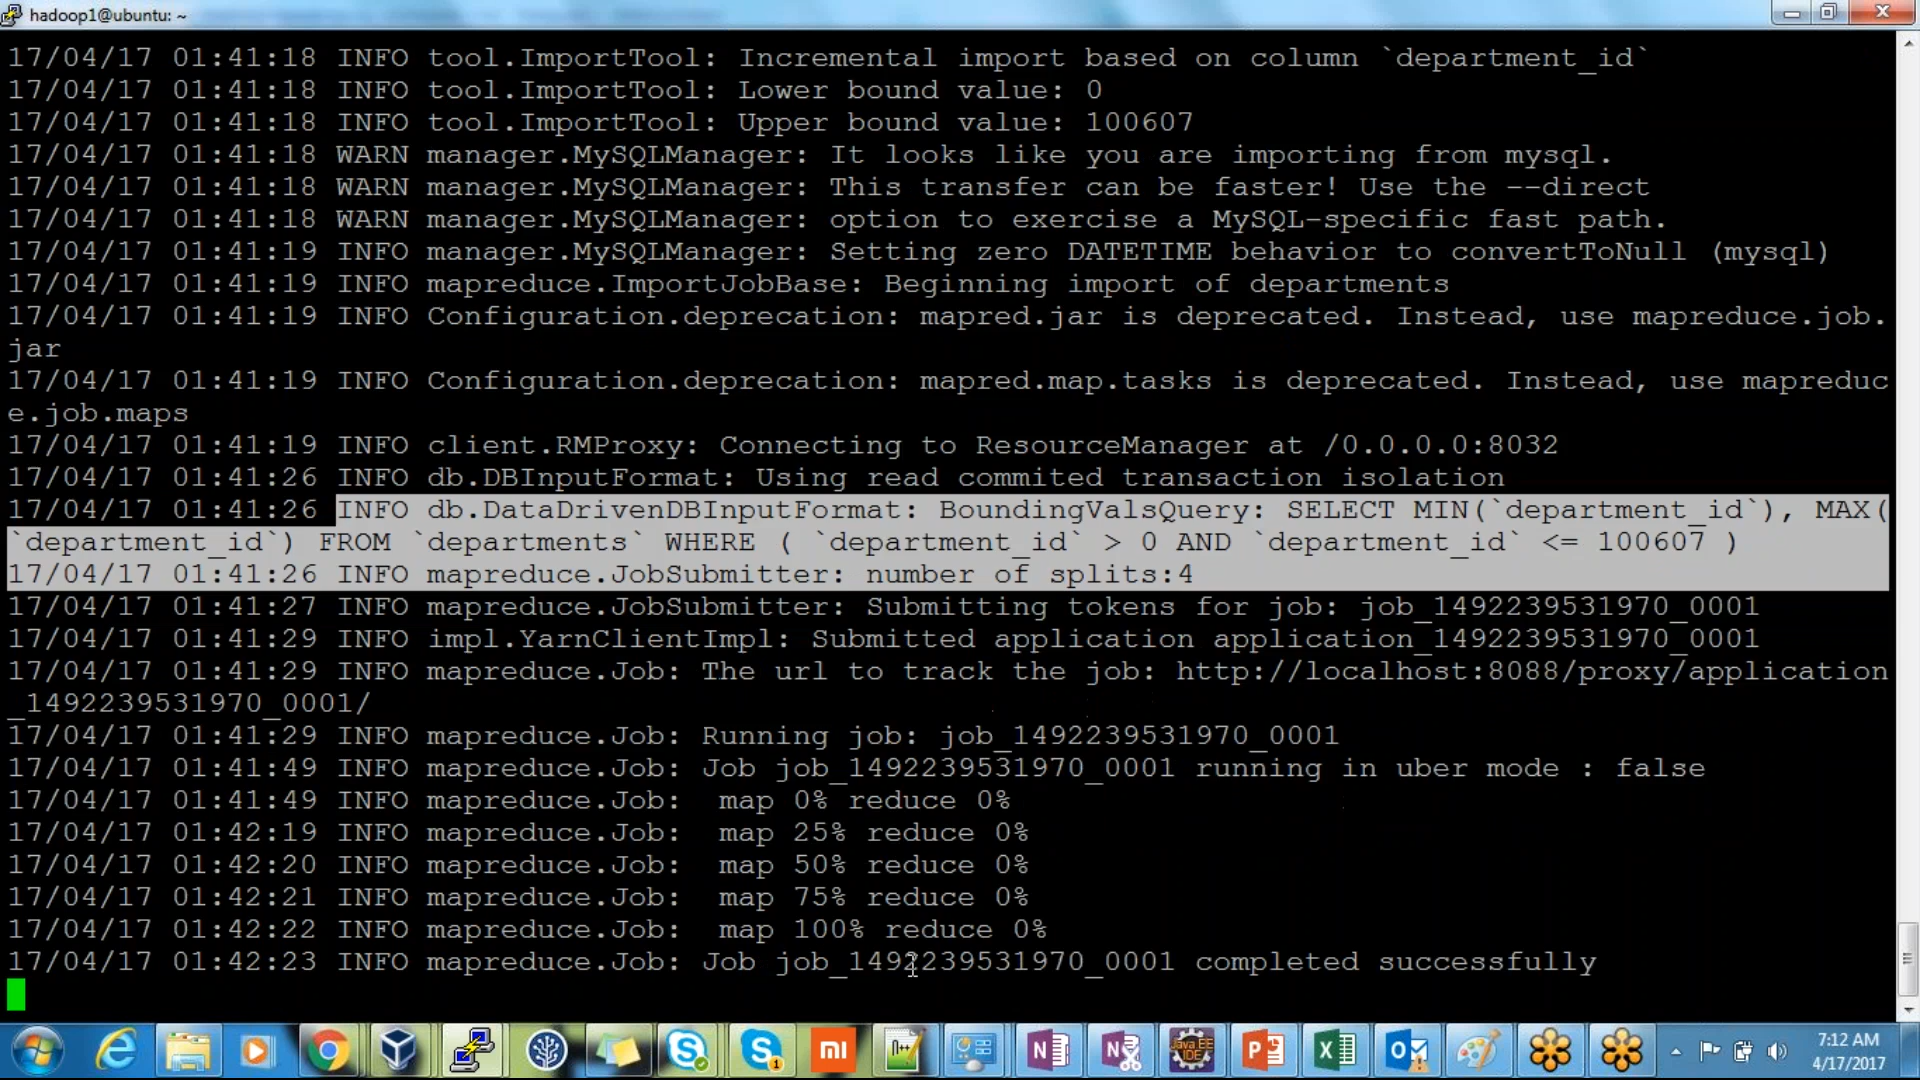 hadoop1@ubuntu: ~
17/04/17 01:41:18 INFO tool.ImportTool: Incremental import based on column `department_id`
17/04/17 01:41:18 INFO tool.ImportTool: Lower bound value: 0
17/04/17 01:41:18 INFO tool.ImportTool: Upper bound value: 100607
17/04/17 01:41:18 WARN manager.MySQLManager: It looks like you are importing from mysql.
17/04/17 01:41:18 WARN manager.MySQLManager: This transfer can be faster! Use the --direct
17/04/17 01:41:18 WARN manager.MySQLManager: option to exercise a MySQL-specific fast path.
17/04/17 01:41:19 INFO manager.MySQLManager: Setting zero DATETIME behavior to convertToNull (mysql)
17/04/17 01:41:19 INFO mapreduce.ImportJobBase: Beginning import of departments
17/04/17 01:41:19 INFO Configuration.deprecation: mapred.jar is deprecated. Instead, use mapreduce.job.
jar
17/04/17 01:41:19 INFO Configuration.deprecation: mapred.map.tasks is deprecated. Instead, use mapreduc
e.job.maps
17/04/17 01:41:19 INFO client.RMProxy: Connecting to ResourceManager at /0.0.0.0:8032
17/04/17 01:41:26 INFO db.DBInputFormat: Using read commited transaction isolation
17/04/17 01:41:26 INFO db.DataDrivenDBInputFormat: BoundingValsQuery: SELECT MIN(`department_id`), MAX(
`department_id`) FROM `departments` WHERE ( `department_id` > 0 AND `department_id` <= 100607 )
17/04/17 01:41:26 INFO mapreduce.JobSubmitter: number of splits:4
17/04/17 01:41:27 INFO mapreduce.JobSubmitter: Submitting tokens for job: job_1492239531970_0001
17/04/17 01:41:29 INFO impl.YarnClientImpl: Submitted application application_1492239531970_0001
17/04/17 01:41:29 INFO mapreduce.Job: The url to track the job: http://localhost:8088/proxy/application
_1492239531970_0001/
17/04/17 01:41:29 INFO mapreduce.Job: Running job: job_1492239531970_0001
17/04/17 01:41:49 INFO mapreduce.Job: Job job_1492239531970_0001 running in uber mode : false
17/04/17 01:41:49 INFO mapreduce.Job:  map 0% reduce 0%
17/04/17 01:42:19 INFO mapreduce.Job:  map 25% reduce 0%
17/04/17 01:42:20 INFO mapreduce.Job:  map 50% reduce 0%
17/04/17 01:42:21 INFO mapreduce.Job:  map 75% reduce 0%
17/04/17 01:42:22 INFO mapreduce.Job:  map 100% reduce 0%
17/04/17 01:42:23 INFO mapreduce.Job: Job job_1492239531970_0001 completed successfully
mi
n++
Java EE
IDE
7:12 AM
4/17/2017